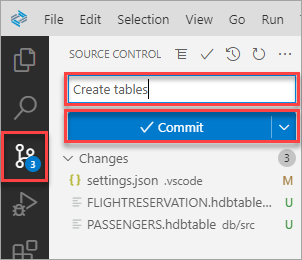 File Edit Selection View Go Run
SOURCE CONTROL
Create tables
Commit
3
Changes 3
{} settings.json .vscode M
FLIGHTRESERVATION.hdbtable... U
PASSENGERS.hdbtable db/src U